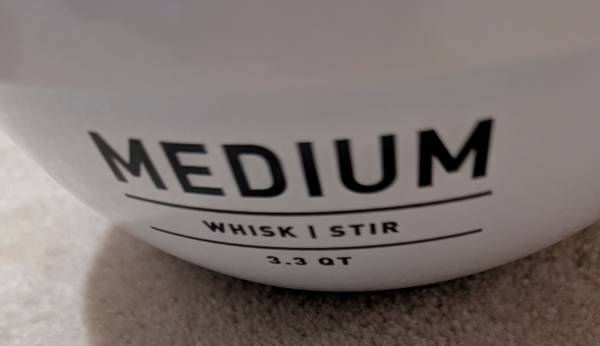 MEDIUM
WHISK | STIR
3.3 QT